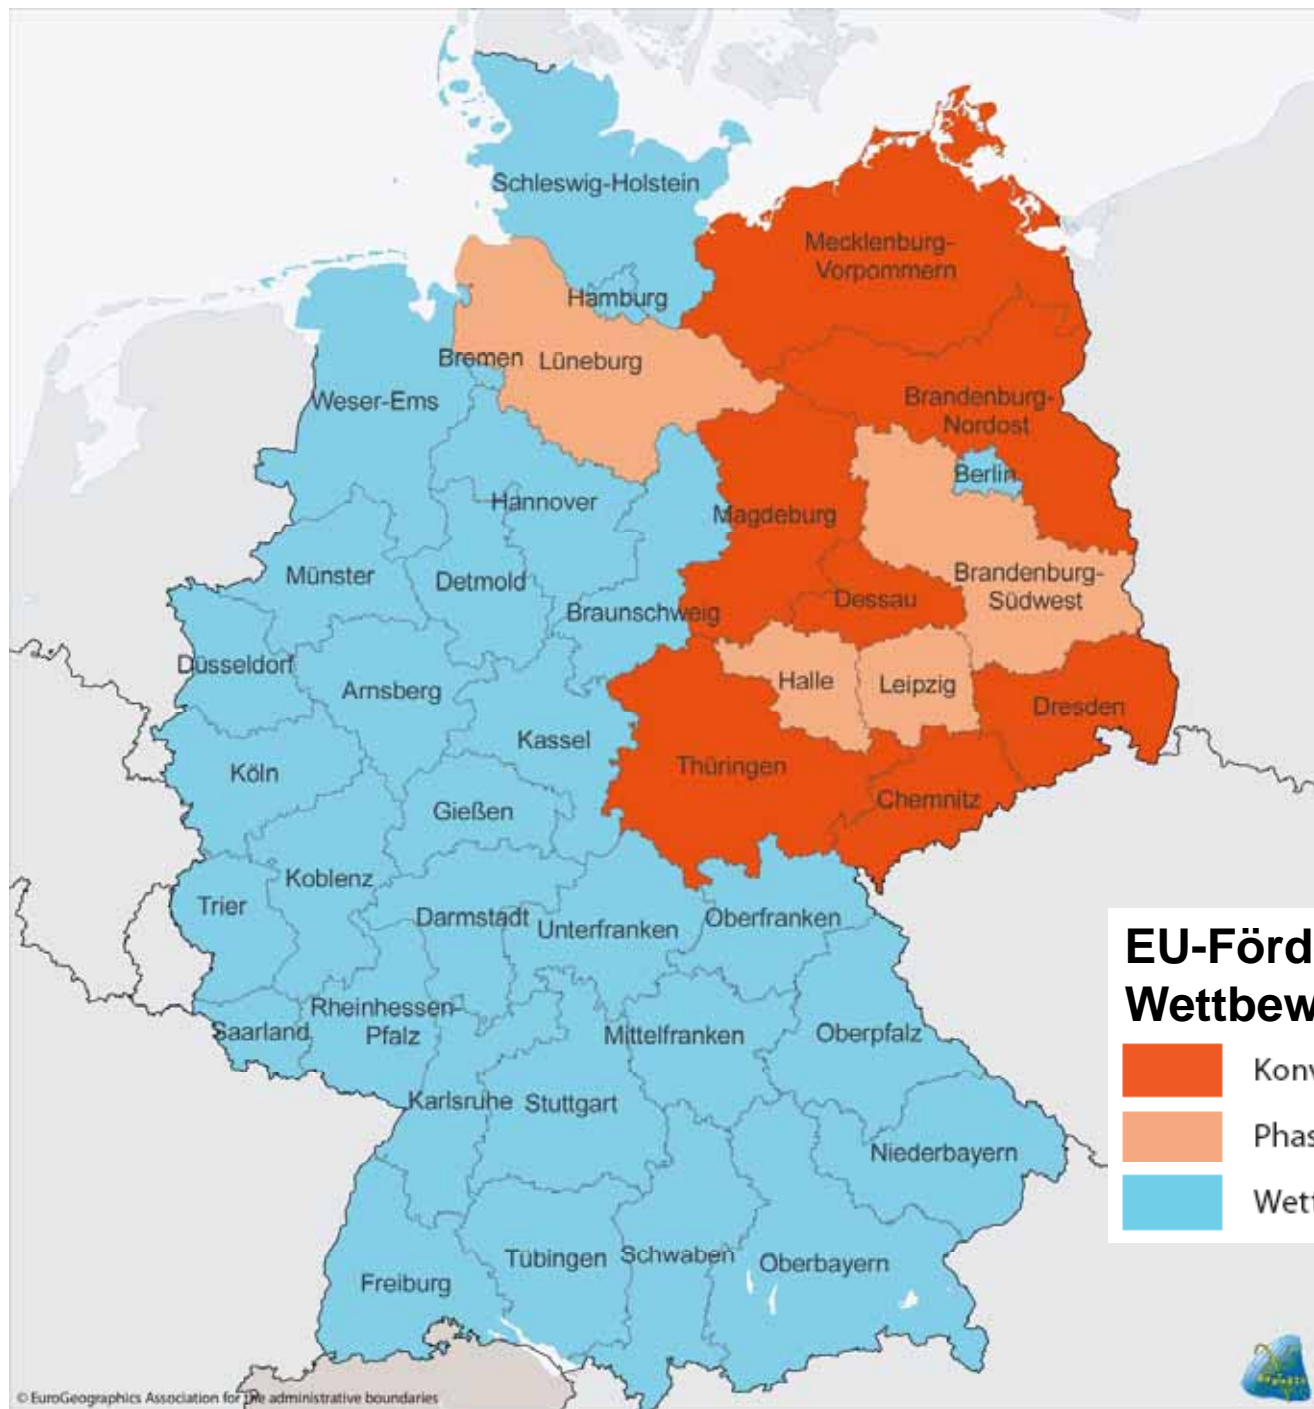 Schleswig-Holstein
Mecklenburg-
Vorpommern
Hamburg
Bremen
Lüneburg
Weser-Ems
Brandenburg-
Nordost
Berlin
Hannover
Magdeburg
Münster
Detmold
Brandenburg-
Südwest
Braunschweig
Dessau
Düsseldorf
Arnsberg
Halle
Leipzig
Dresden
Kassel
Köln
Thüringen
Gießen
Chemnitz
Koblenz
Trier
Darmstadt
Unterfranken
Oberfranken
Rheinhessen-
Pfalz
Saarland
Mittelfranken
Oberpfalz
Karlsruhe
Stuttgart
Niederbayern
Tübingen
Schwaben
Oberbayern
Freiburg
EU-Förd
Wettbew
Konv
Phas
Wett
© EuroGeographics Association for the administrative boundaries